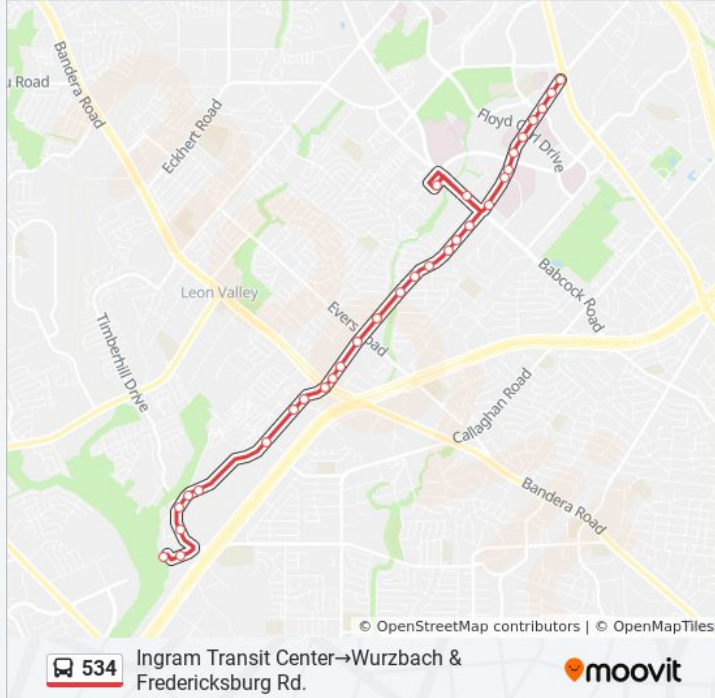 Bandera Road
u Road
Eckhert Road
Floyd Curl Drive
Leon Valley
Babcock Road
Evers Road
Timberhill Drive
Callaghan Road
Bandera Road
© OpenStreetMap contributors | © OpenMapTiles
534
Ingram Transit Center→Wurzbach &
Fredericksburg Rd.
moovit